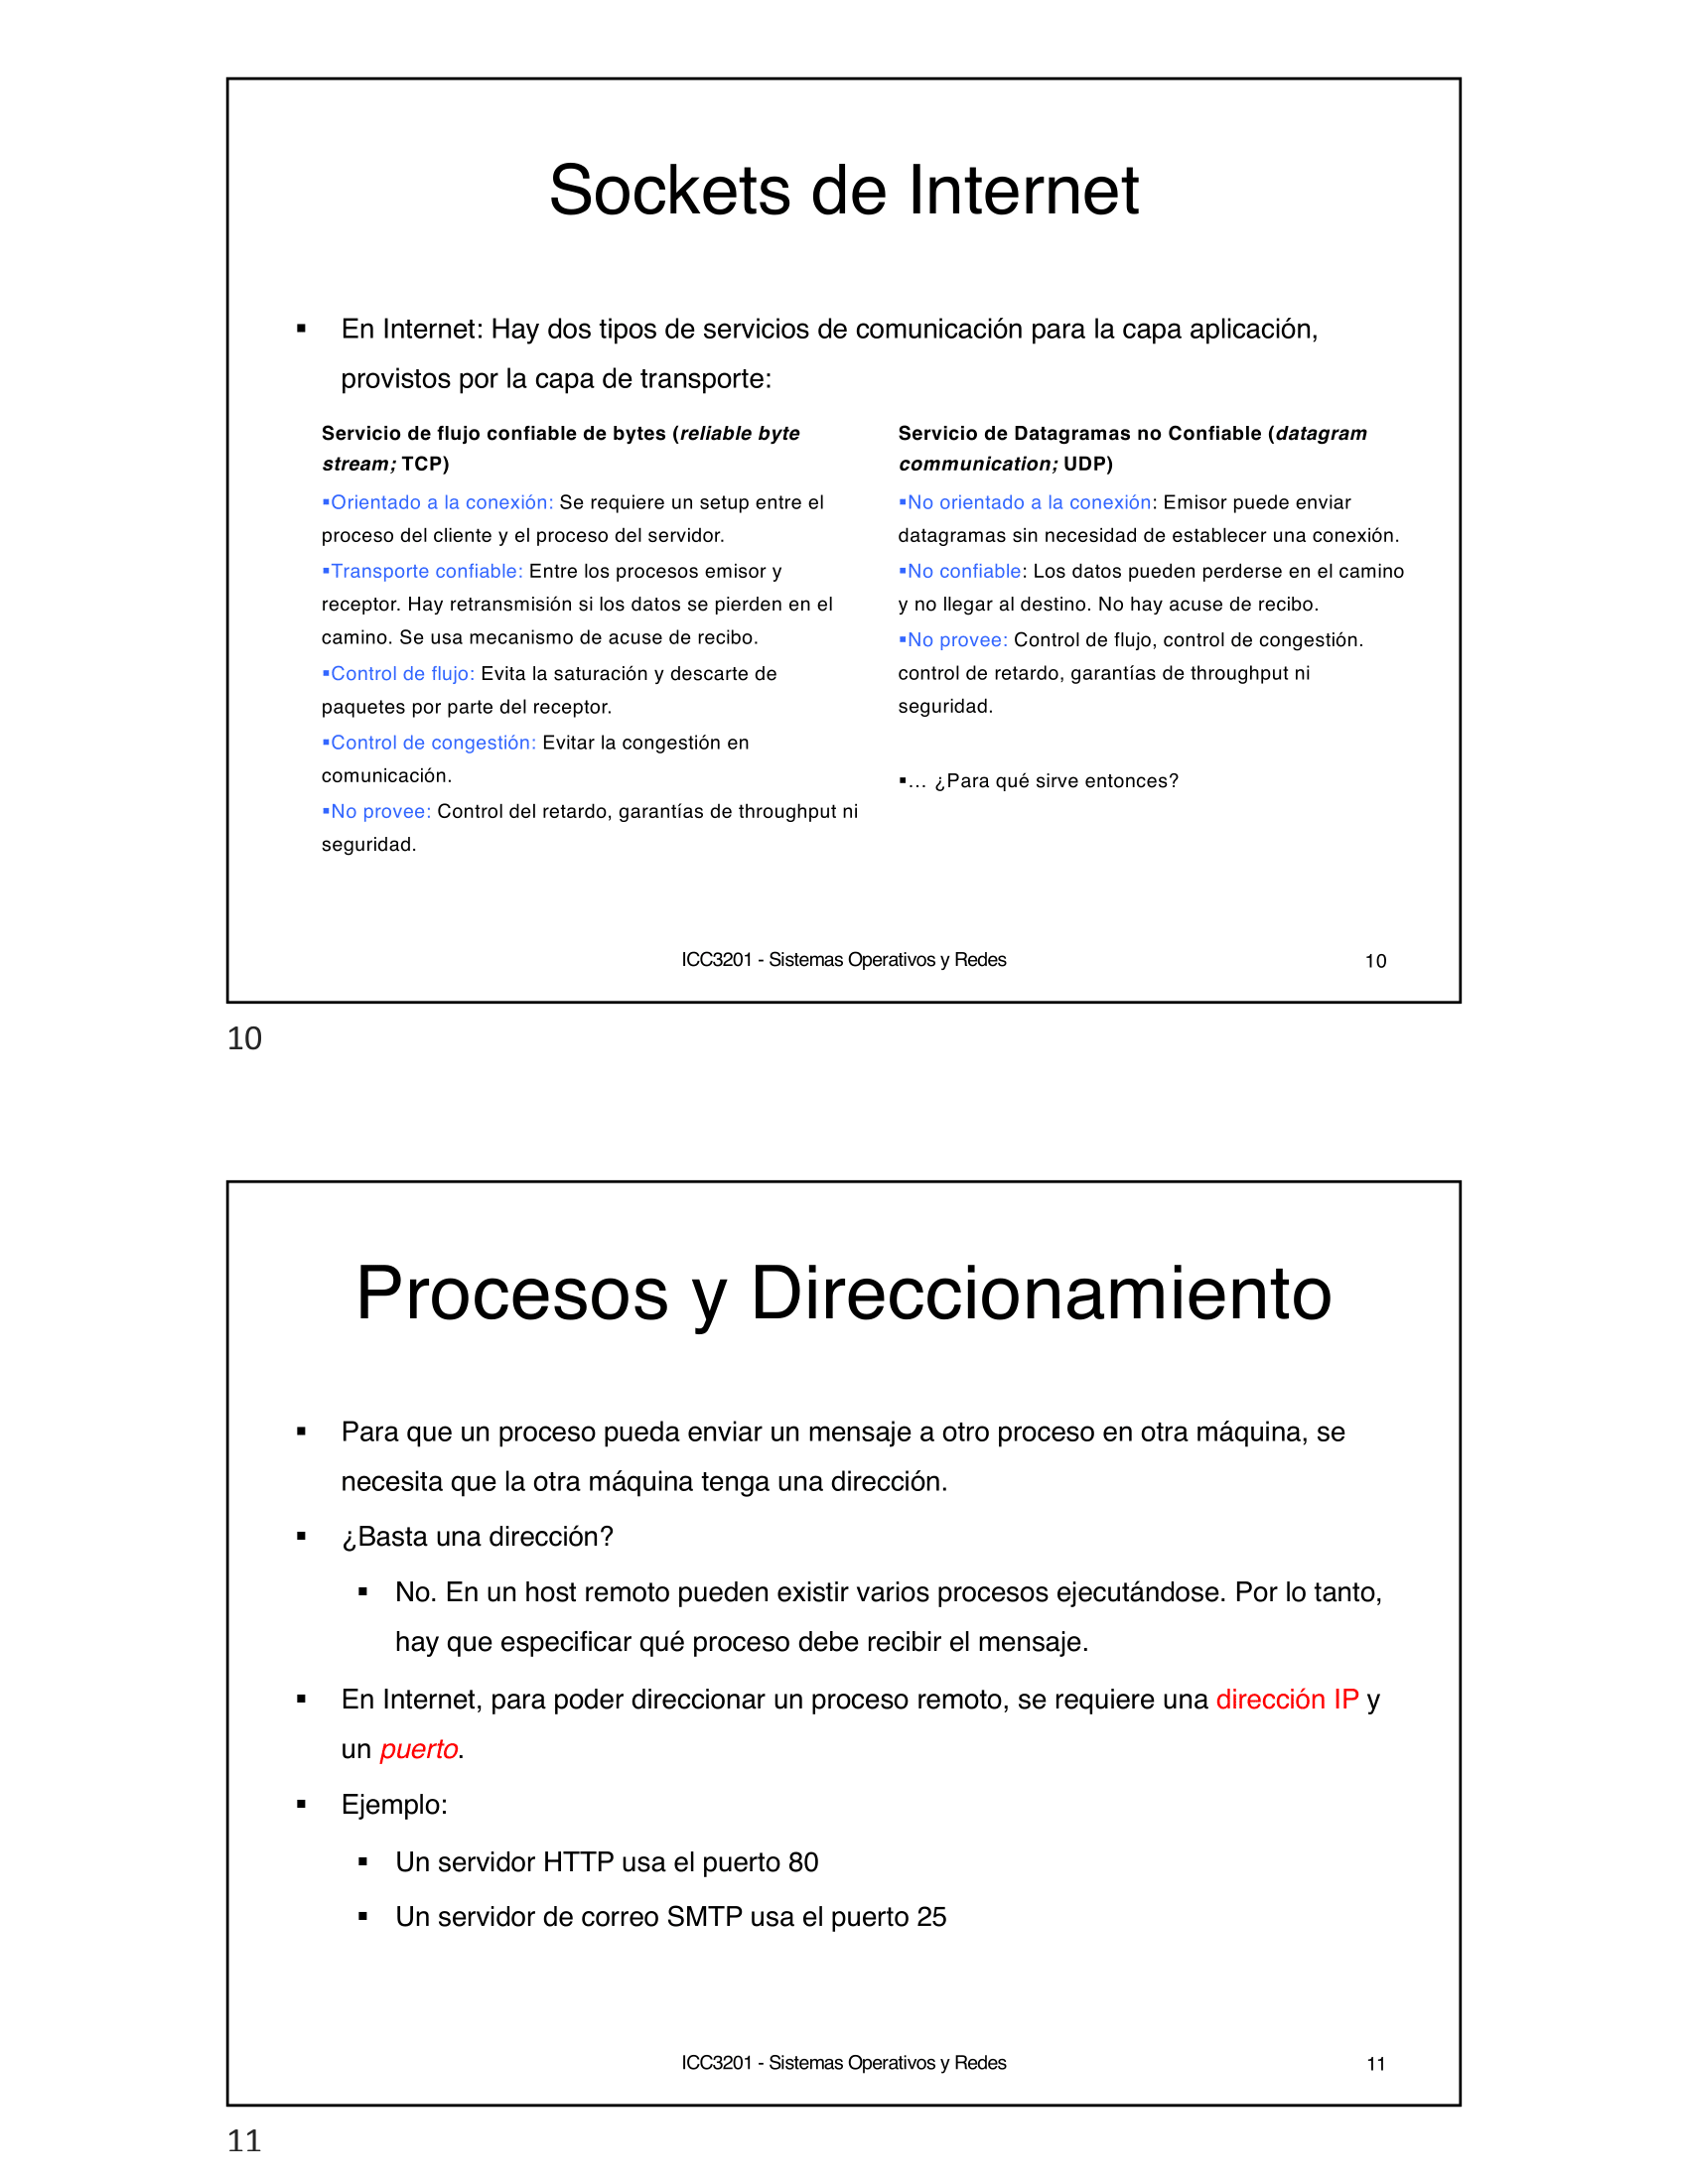 Sockets de Internet
▪ En Internet: Hay dos tipos de servicios de comunicación para la capa aplicación,
provistos por la capa de transporte:
Servicio de flujo confiable de bytes (reliable byte
stream; TCP)
▪Orientado a la conexión: Se requiere un setup entre el
proceso del cliente y el proceso del servidor.
▪Transporte confiable: Entre los procesos emisor y
receptor. Hay retransmisión si los datos se pierden en el
camino. Se usa mecanismo de acuse de recibo.
▪Control de flujo: Evita la saturación y descarte de
paquetes por parte del receptor.
▪Control de congestión: Evitar la congestión en
comunicación.
▪No provee: Control del retardo, garantías de throughput ni
seguridad.
Servicio de Datagramas no Confiable (datagram
communication; UDP)
▪No orientado a la conexión: Emisor puede enviar
datagramas sin necesidad de establecer una conexión.
▪No confiable: Los datos pueden perderse en el camino
y no llegar al destino. No hay acuse de recibo.
▪No provee: Control de flujo, control de congestión.
control de retardo, garantías de throughput ni
seguridad.
▪... ¿Para qué sirve entonces?
ICC3201 - Sistemas Operativos y Redes
10
10
Procesos y Direccionamiento
▪ Para que un proceso pueda enviar un mensaje a otro proceso en otra máquina, se
necesita que la otra máquina tenga una dirección.
▪ ¿Basta una dirección?
▪ No. En un host remoto pueden existir varios procesos ejecutándose. Por lo tanto,
hay que especificar qué proceso debe recibir el mensaje.
▪ En Internet, para poder direccionar un proceso remoto, se requiere una dirección IP y
un puerto.
▪ Ejemplo:
▪ Un servidor HTTP usa el puerto 80
▪ Un servidor de correo SMTP usa el puerto 25
ICC3201 - Sistemas Operativos y Redes
11
11